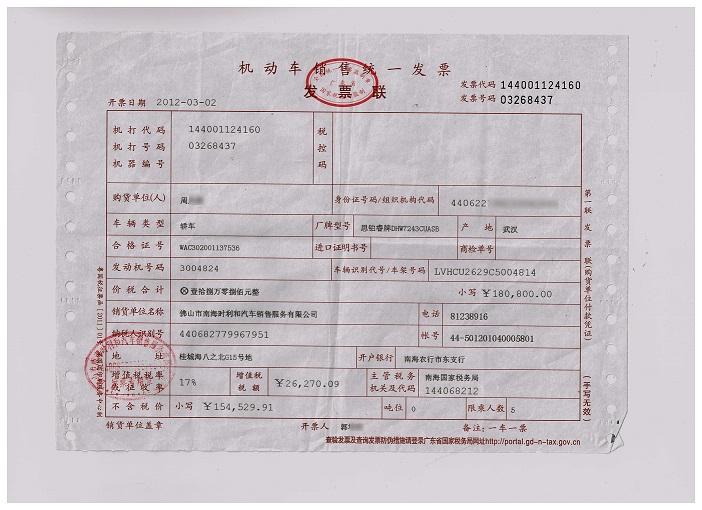 机动车销售统一发票
发票联
发票代码 144001124160
发票号码 03268437
开票日期 2012-03-02
机打代码 144001124160
机打号码 03268437
机器编号
税控码
购货单位(人) 周
身份证号码/组织机构代码 440622
车辆类型 轿车 厂牌型号 思铂睿牌DHW7243CUASB 产地 武汉
合格证号 WAC302001137536 进口证明书号 商检单号
发动机号码 3004824 车辆识别代号/车架号码 LVHCU2629C5004814
价税合计 ⊗壹拾捌万零捌佰元整 小写 ¥180,800.00
销货单位名称 佛山市南海时利和汽车销售服务有限公司 电话 81238916
纳税人识别号 440682779967951 帐号 44-501201040005801
地址 桂城海八之北G15号地 开户银行 南海农行市东支行
增值税税率或征收率 17% 增值税税额 ¥26,270.09 主管税务机关及代码 南海国家税务局 144068212
不含税价 小写 ¥154,529.91 吨位 0 限乘人数 5
销货单位盖章 开票人 郭 备注:一车一票
查验发票及查询发票防伪措施请登录广东省国家税务局网址http://portal.gd-n-tax.gov.cn
第一联 发票联(购货单位付款凭证)
(手写无效)